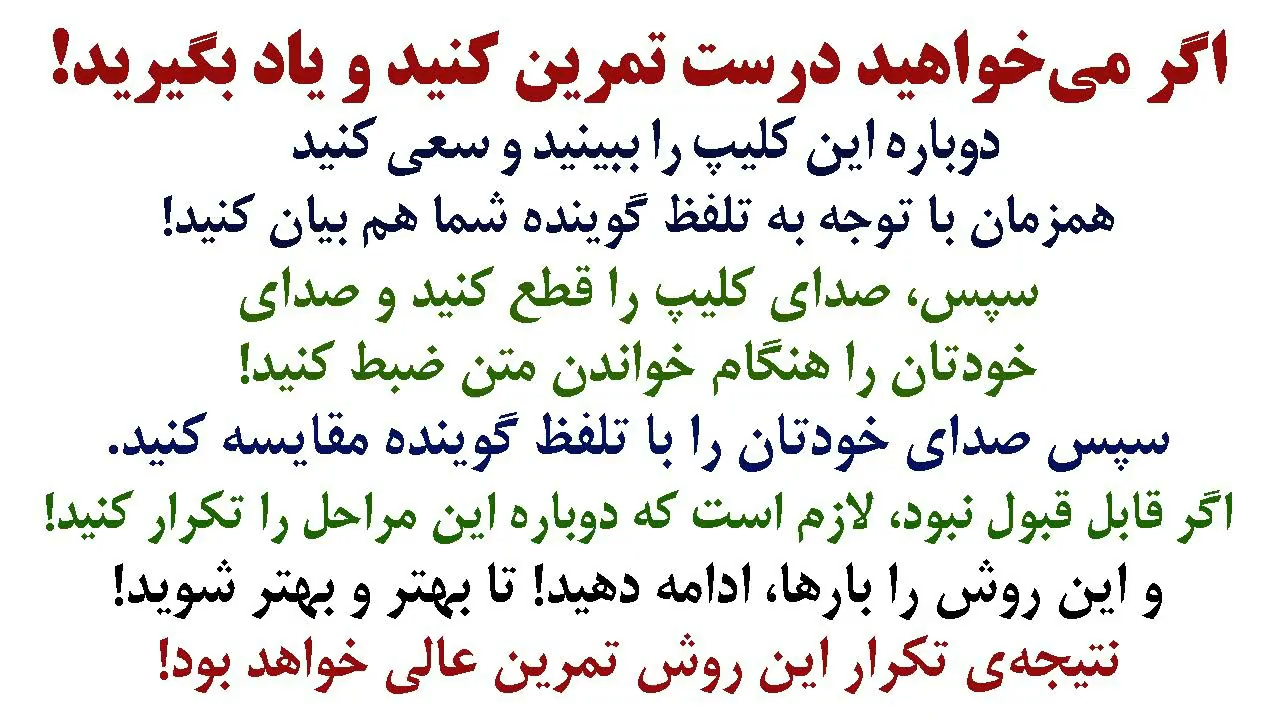 اگر می‌خواهید درست تمرین کنید و یاد بگیرید!
دوباره این کلیپ را ببینید و سعی کنید
همزمان با توجه به تلفظ گوینده شما هم بیان کنید!
سپس، صدای کلیپ را قطع کنید و صدای
خودتان را هنگام خواندن متن ضبط کنید!
سپس صدای خودتان را با تلفظ گوینده مقایسه کنید.
اگر قابل قبول نبود، لازم است که دوباره این مراحل را تکرار کنید!
و این روش را بارها، ادامه دهید! تا بهتر و بهتر شوید!
نتیجه‌ی تکرار این روش تمرین عالی خواهد بود!